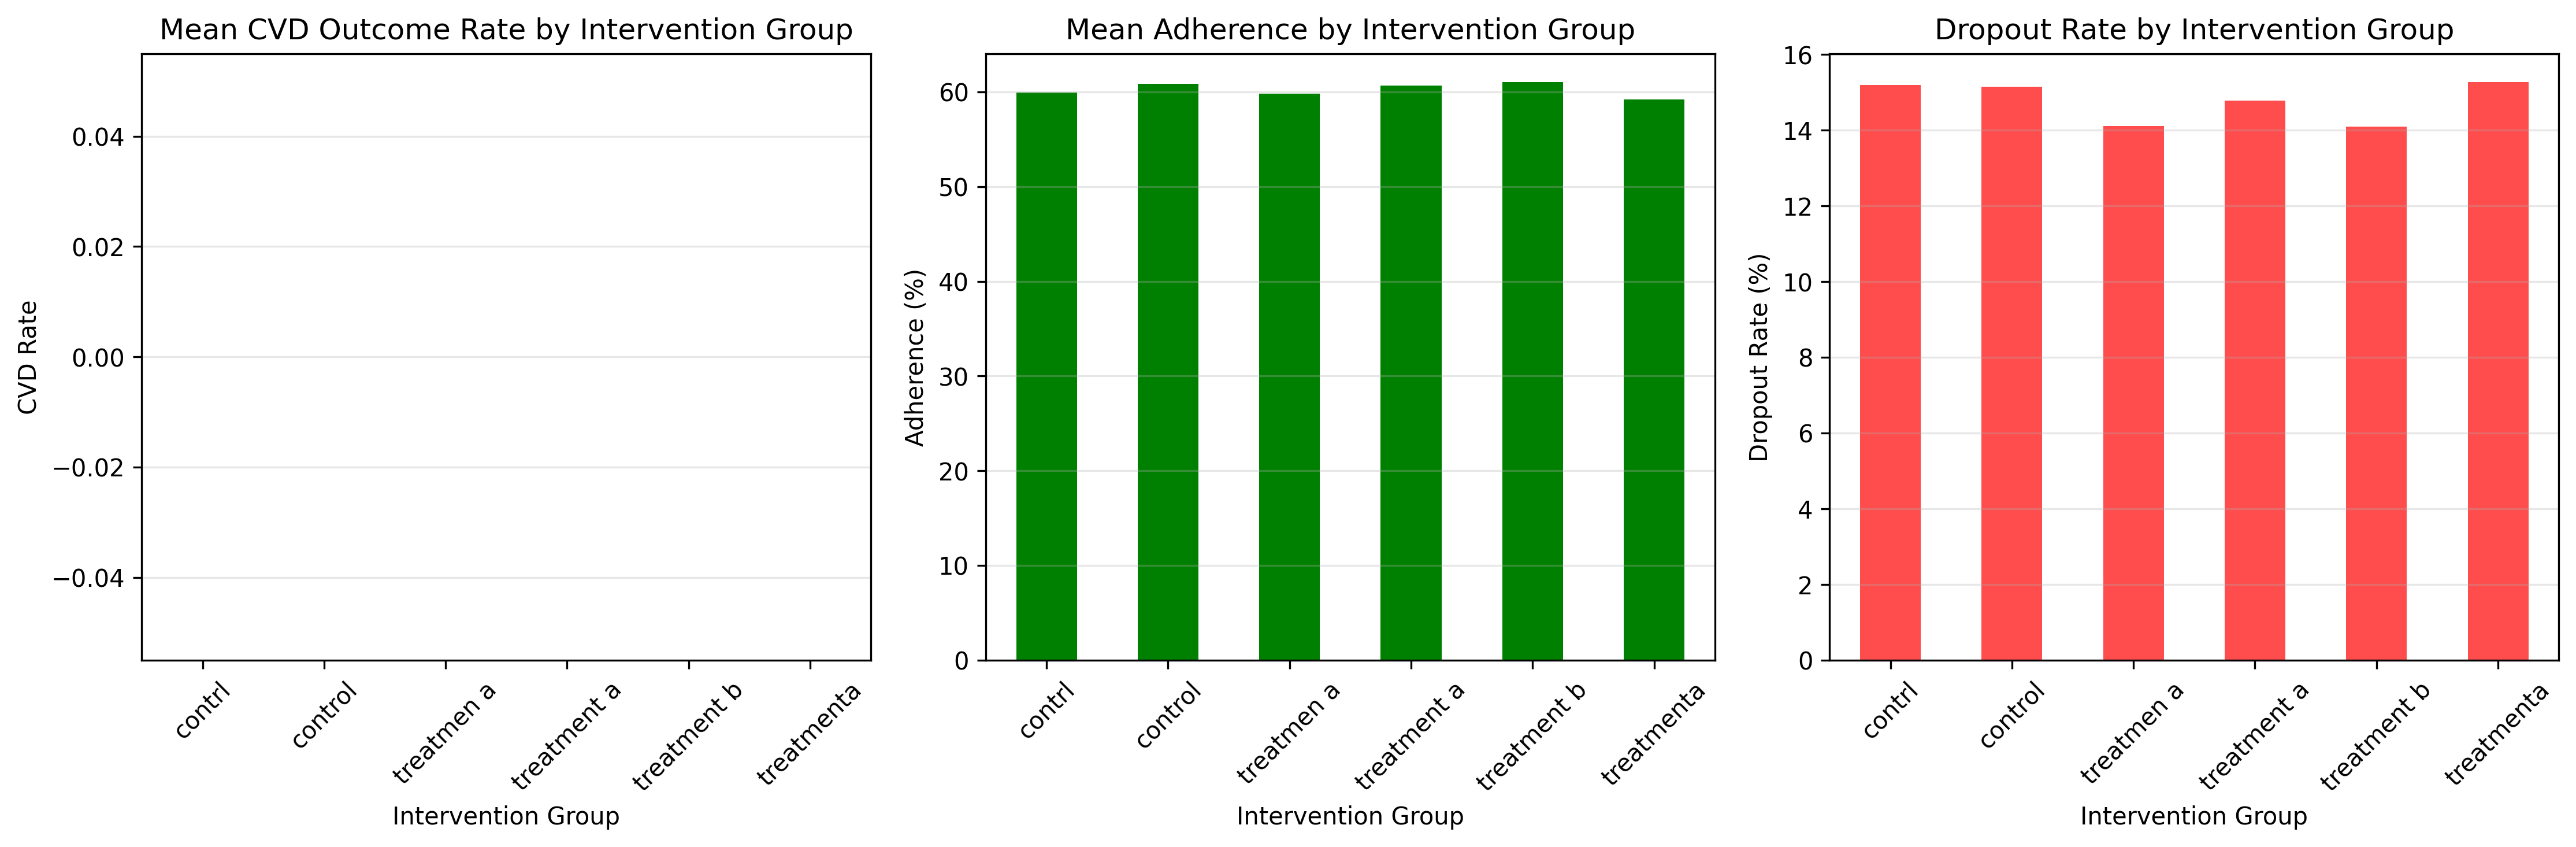 Mean CVD Outcome Rate by Intervention Group
CVD Rate
0.04
0.02
0.00
−0.02
−0.04
contrl
control
treatmen a
treatment a
treatment b
treatmenta
Intervention Group
Mean Adherence by Intervention Group
Adherence (%)
60
50
40
30
20
10
0
contrl
control
treatmen a
treatment a
treatment b
treatmenta
Intervention Group
Dropout Rate by Intervention Group
Dropout Rate (%)
16
14
12
10
8
6
4
2
0
contrl
control
treatmen a
treatment a
treatment b
treatmenta
Intervention Group